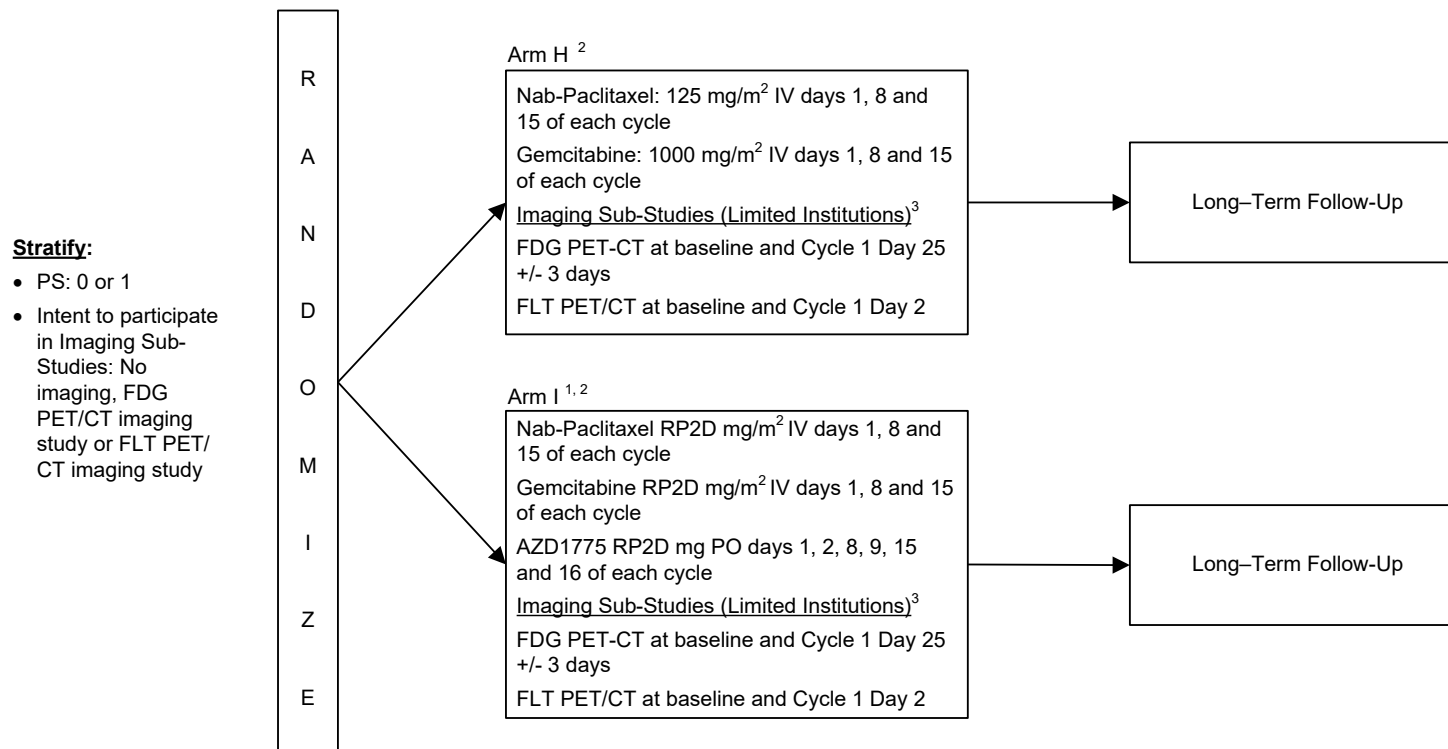 Stratify:
• PS: 0 or 1
• Intent to participate
in Imaging Sub-
Studies: No
imaging, FDG
PET/CT imaging
study or FLT PET/
CT imaging study
R
A
N
D
O
M
I
Z
E
Arm H ²
Nab-Paclitaxel: 125 mg/m² IV days 1, 8 and
15 of each cycle
Gemcitabine: 1000 mg/m² IV days 1, 8 and 15
of each cycle
Imaging Sub-Studies (Limited Institutions)³
FDG PET-CT at baseline and Cycle 1 Day 25
+/- 3 days
FLT PET/CT at baseline and Cycle 1 Day 2
Long–Term Follow-Up
Arm I ¹, ²
Nab-Paclitaxel RP2D mg/m² IV days 1, 8 and
15 of each cycle
Gemcitabine RP2D mg/m² IV days 1, 8 and 15
of each cycle
AZD1775 RP2D mg PO days 1, 2, 8, 9, 15
and 16 of each cycle
Imaging Sub-Studies (Limited Institutions)³
FDG PET-CT at baseline and Cycle 1 Day 25
+/- 3 days
FLT PET/CT at baseline and Cycle 1 Day 2
Long–Term Follow-Up